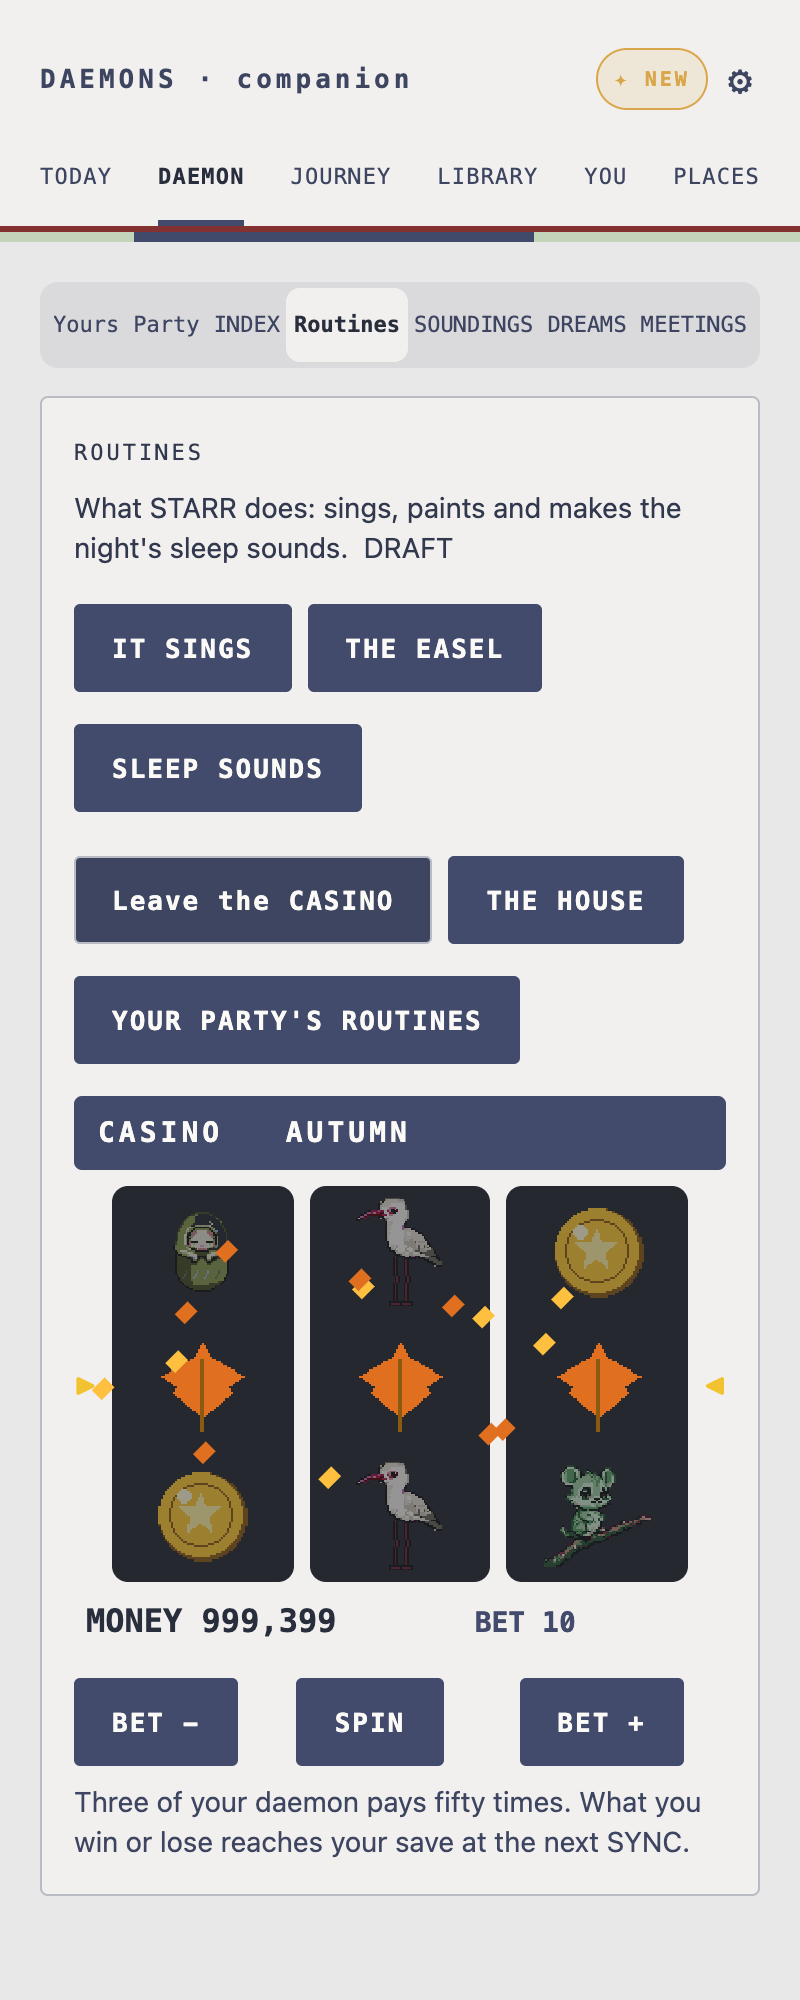 DAEMONS · companion
✦ NEW
TODAY DAEMON JOURNEY LIBRARY YOU PLACES
Yours Party INDEX Routines SOUNDINGS DREAMS MEETINGS
ROUTINES
What STARR does: sings, paints and makes the
night's sleep sounds. DRAFT
IT SINGS THE EASEL
SLEEP SOUNDS
Leave the CASINO THE HOUSE
YOUR PARTY'S ROUTINES
CASINO AUTUMN
MONEY 999,399 BET 10
BET − SPIN BET +
Three of your daemon pays fifty times. What you
win or lose reaches your save at the next SYNC.